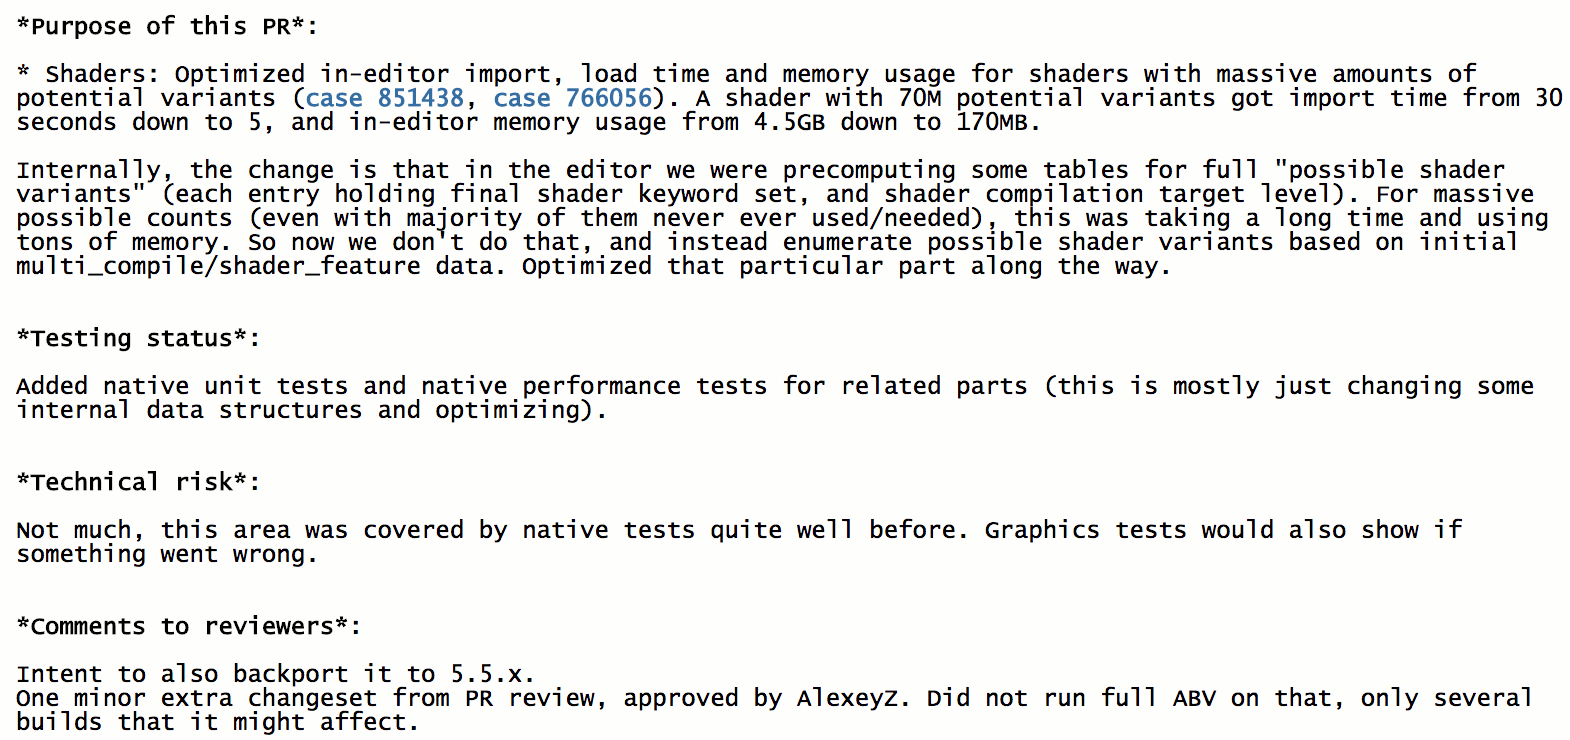 *Purpose of this PR*:
* Shaders: Optimized in-editor import, load time and memory usage for shaders with massive amounts of
potential variants (case 851438, case 766056). A shader with 70M potential variants got import time from 30
seconds down to 5, and in-editor memory usage from 4.5GB down to 170MB.
Internally, the change is that in the editor we were precomputing some tables for full "possible shader
variants" (each entry holding final shader keyword set, and shader compilation target level). For massive
possible counts (even with majority of them never ever used/needed), this was taking a long time and using
tons of memory. So now we don't do that, and instead enumerate possible shader variants based on initial
multi_compile/shader_feature data. Optimized that particular part along the way.
*Testing status*:
Added native unit tests and native performance tests for related parts (this is mostly just changing some
internal data structures and optimizing).
*Technical risk*:
Not much, this area was covered by native tests quite well before. Graphics tests would also show if
something went wrong.
*Comments to reviewers*:
Intent to also backport it to 5.5.x.
One minor extra changeset from PR review, approved by AlexeyZ. Did not run full ABV on that, only several
builds that it might affect.